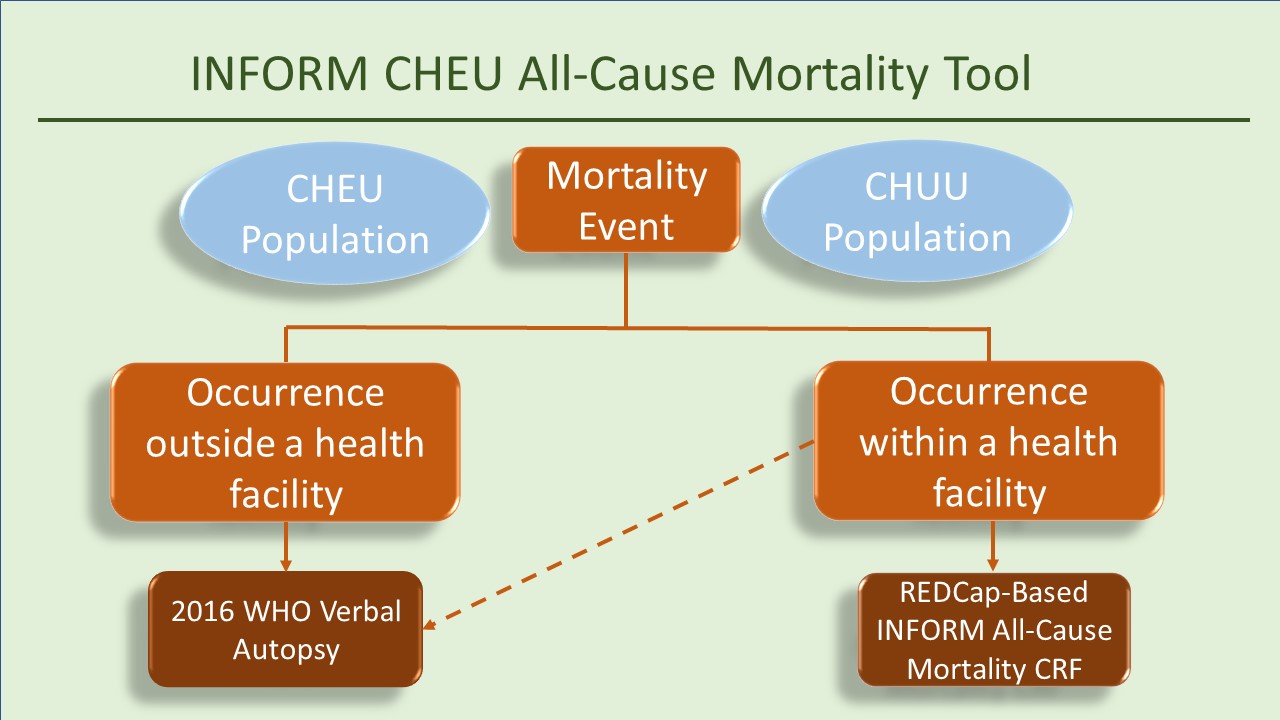 INFORM CHEU All-Cause Mortality Tool
CHEU
Population
Mortality
Event
CHUU
Population
Occurrence
outside a health
facility
Occurrence
within a health
facility
2016 WHO Verbal
Autopsy
REDCap-Based
INFORM All-Cause
Mortality CRF